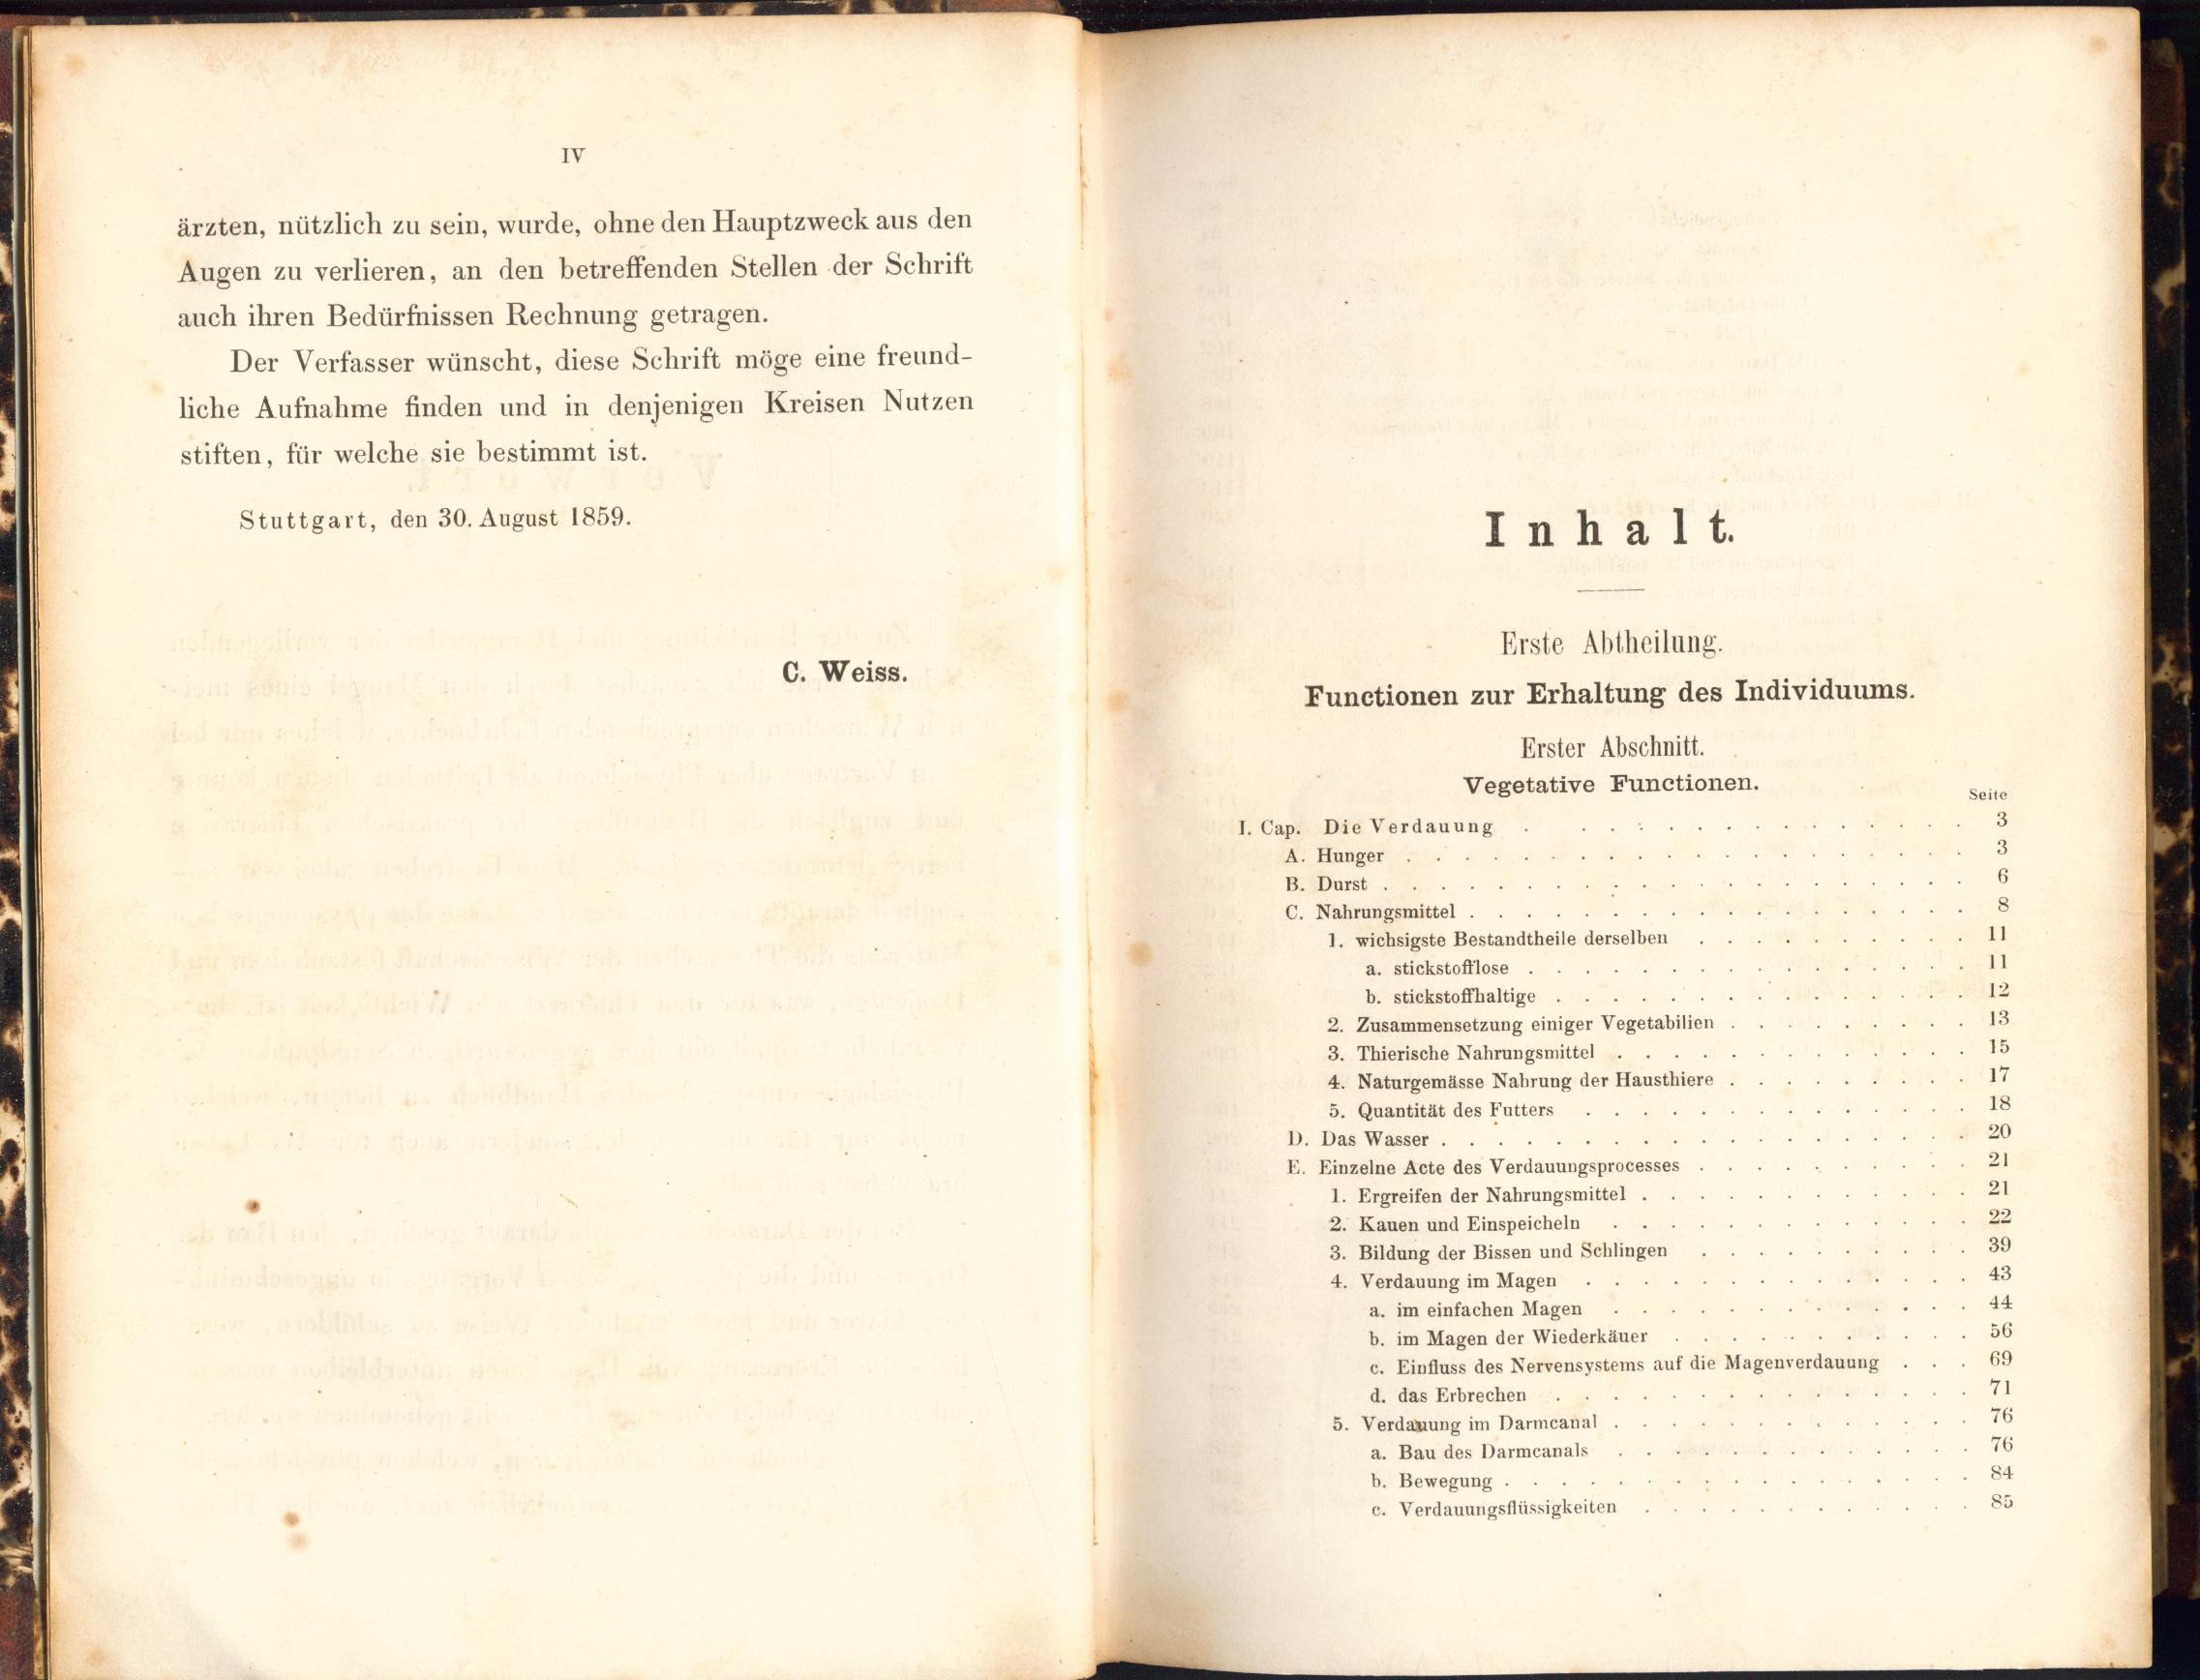 IV
ärzten, nützlich zu sein, wurde, ohne den Hauptzweck aus den
Augen zu verlieren, an den betreffenden Stellen der Schrift
auch ihren Bedürfnissen Rechnung getragen.
Der Verfasser wünscht, diese Schrift möge eine freund-
liche Aufnahme finden und in denjenigen Kreisen Nutzen
stiften, für welche sie bestimmt ist.
Stuttgart, den 30. August 1859.
C. Weiss.
Inhalt.
Erste Abtheilung.
Functionen zur Erhaltung des Individuums.
Erster Abschnitt.
Vegetative Functionen.
Seite
I. Cap. Die Verdauung . . . . . . . . . . . . . . . 3
A. Hunger . . . . . . . . . . . . . . . . . . . . 3
B. Durst . . . . . . . . . . . . . . . . . . . . . 6
C. Nahrungsmittel . . . . . . . . . . . . . . . . . . 8
1. wichsigste Bestandtheile derselben . . . . . . . . . . 11
a. stickstofflose . . . . . . . . . . . . . . . . 11
b. stickstoffhaltige . . . . . . . . . . . . . . . 12
2. Zusammensetzung einiger Vegetabilien . . . . . . . . . 13
3. Thierische Nahrungsmittel . . . . . . . . . . . . . 15
4. Naturgemässe Nahrung der Hausthiere . . . . . . . . . 17
5. Quantität des Futters . . . . . . . . . . . . . . 18
D. Das Wasser . . . . . . . . . . . . . . . . . . . 20
E. Einzelne Acte des Verdauungsprocesses . . . . . . . . . . 21
1. Ergreifen der Nahrungsmittel . . . . . . . . . . . . 21
2. Kauen und Einspeicheln . . . . . . . . . . . . . 22
3. Bildung der Bissen und Schlingen . . . . . . . . . . 39
4. Verdauung im Magen . . . . . . . . . . . . . . 43
a. im einfachen Magen . . . . . . . . . . . . . 44
b. im Magen der Wiederkäuer . . . . . . . . . . . 56
c. Einfluss des Nervensystems auf die Magenverdauung . . . 69
d. das Erbrechen . . . . . . . . . . . . . . . 71
5. Verdauung im Darmcanal . . . . . . . . . . . . . 76
a. Bau des Darmcanals . . . . . . . . . . . . . 76
b. Bewegung . . . . . . . . . . . . . . . . . 84
c. Verdauungsflüssigkeiten . . . . . . . . . . . . 85